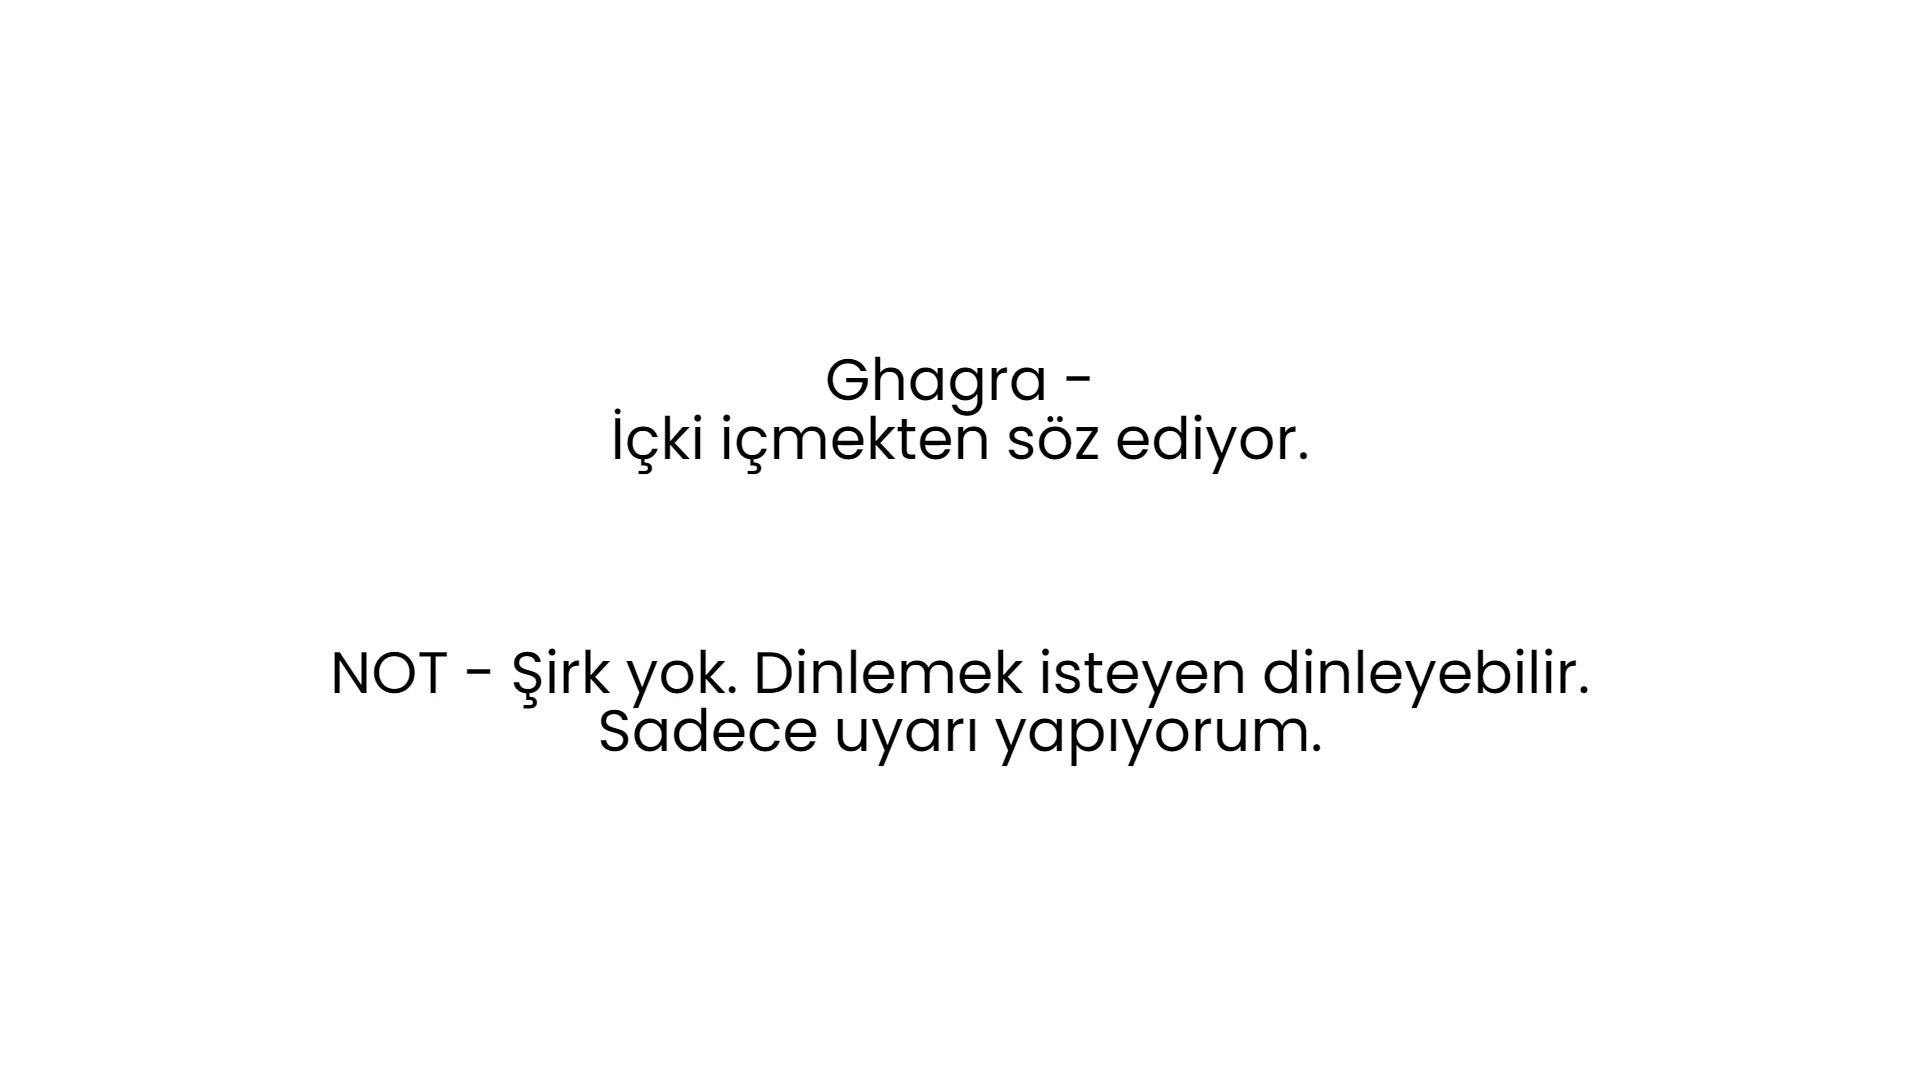 Ghagra -
İçki içmekten söz ediyor.
NOT - Şirk yok. Dinlemek isteyen dinleyebilir.
Sadece uyarı yapıyorum.